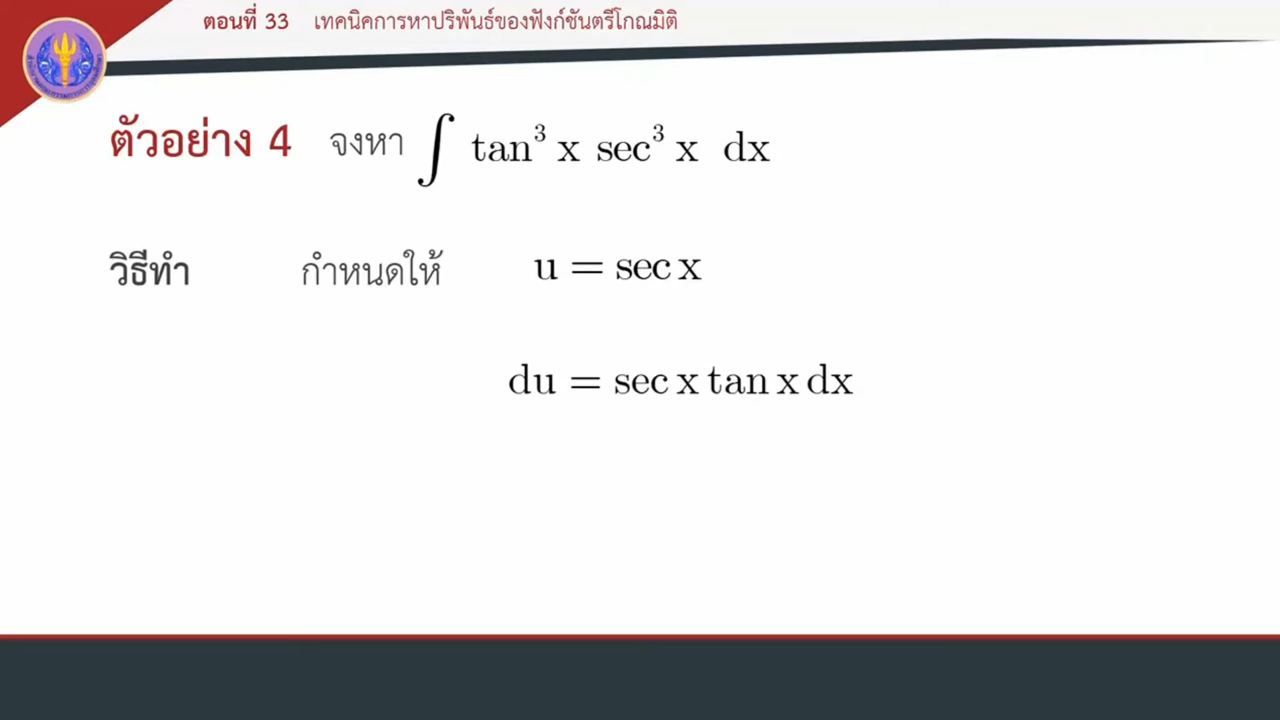 ตอนที่ 33 เทคนิคการหาปริพันธ์ของฟังก์ชันตรีโกณมิติ
ตัวอย่าง 4 จงหา ∫ tan³ x sec³ x dx
วิธีทำ กำหนดให้ u = sec x
du = sec x tan x dx